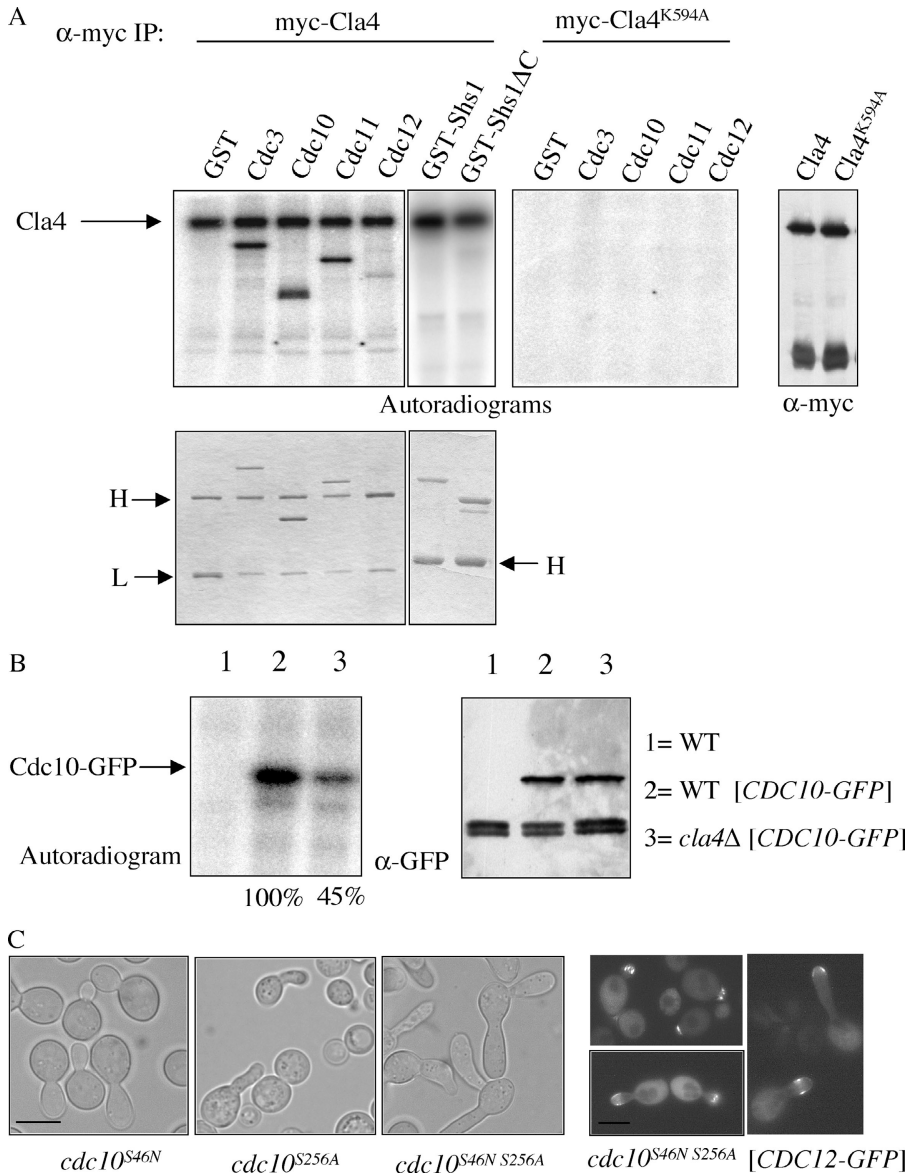 A
α-myc IP:
myc-Cla4
myc-Cla4K594A
GST
Cdc3
Cdc10
Cdc11
Cdc12
GST-Shs1
GST-Shs1ΔC
GST
Cdc3
Cdc10
Cdc11
Cdc12
Cla4
Cla4K594A
Cla4
Autoradiograms
α-myc
H
L
H
B
1 2 3
1 2 3
Cdc10-GFP
1= WT
2= WT [CDC10-GFP]
3= cla4Δ [CDC10-GFP]
Autoradiogram
α-GFP
100% 45%
C
cdc10S46N
cdc10S256A
cdc10S46N S256A
cdc10S46N S256A
[CDC12-GFP]